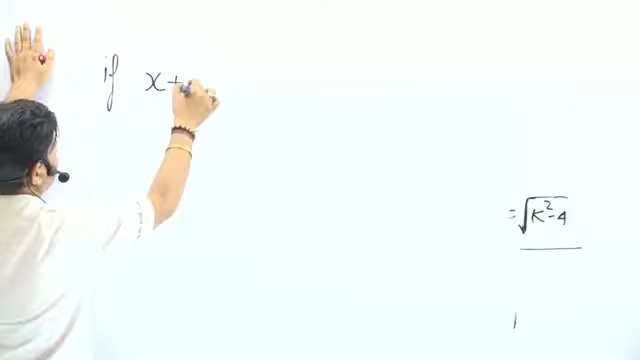 if x+
= √K²-4